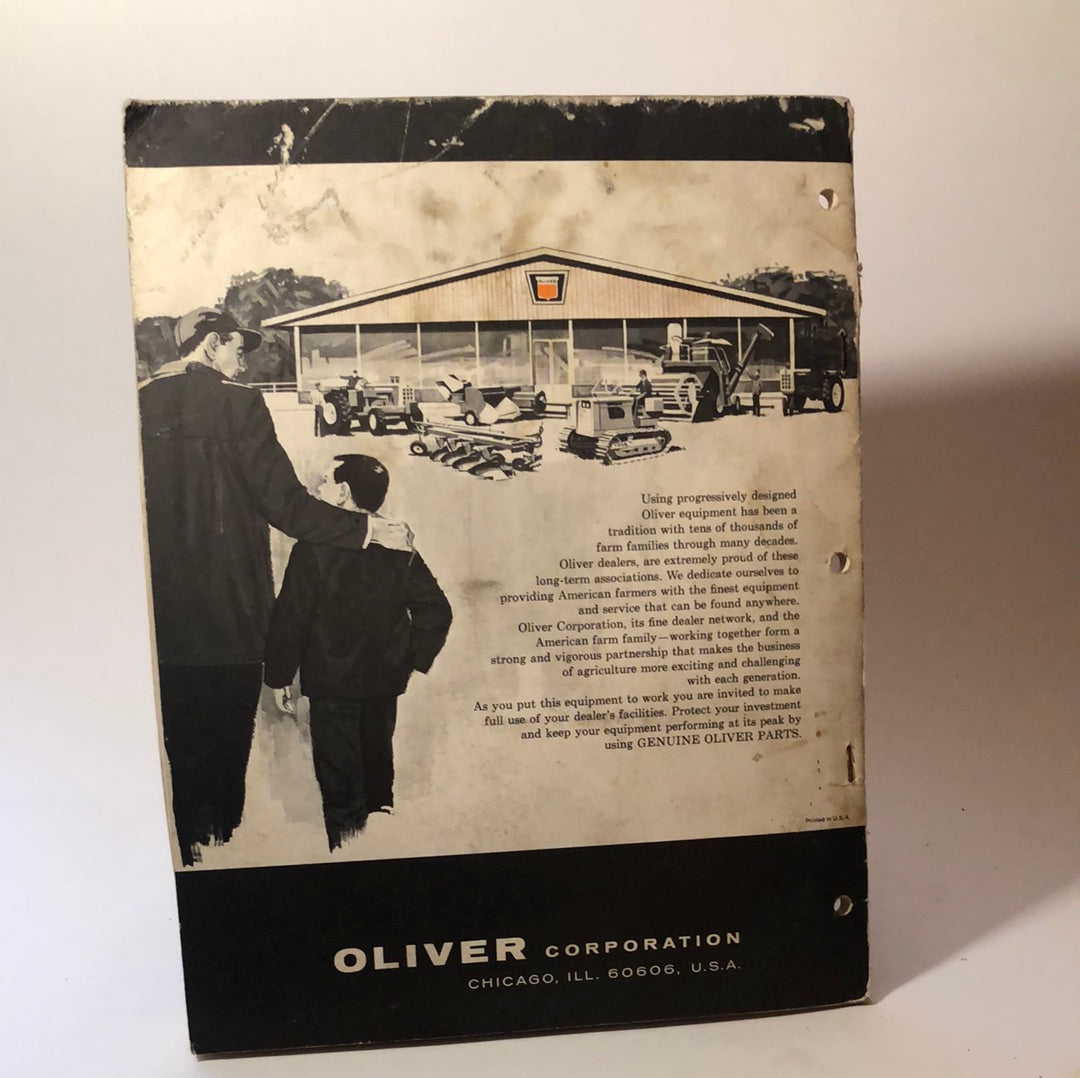 OLIVER
Using progressively designed
Oliver equipment has been a
tradition with tens of thousands of
farm families through many decades.
Oliver dealers, are extremely proud of these
long-term associations. We dedicate ourselves to
providing American farmers with the finest equipment
and service that can be found anywhere.
Oliver Corporation, its fine dealer network, and the
American farm family—working together form a
strong and vigorous partnership that makes the business
of agriculture more exciting and challenging
with each generation.
As you put this equipment to work you are invited to make
full use of your dealer's facilities. Protect your investment
and keep your equipment performing at its peak by
using GENUINE OLIVER PARTS.
Printed in U.S.A.
OLIVER CORPORATION
CHICAGO, ILL. 60606, U.S.A.